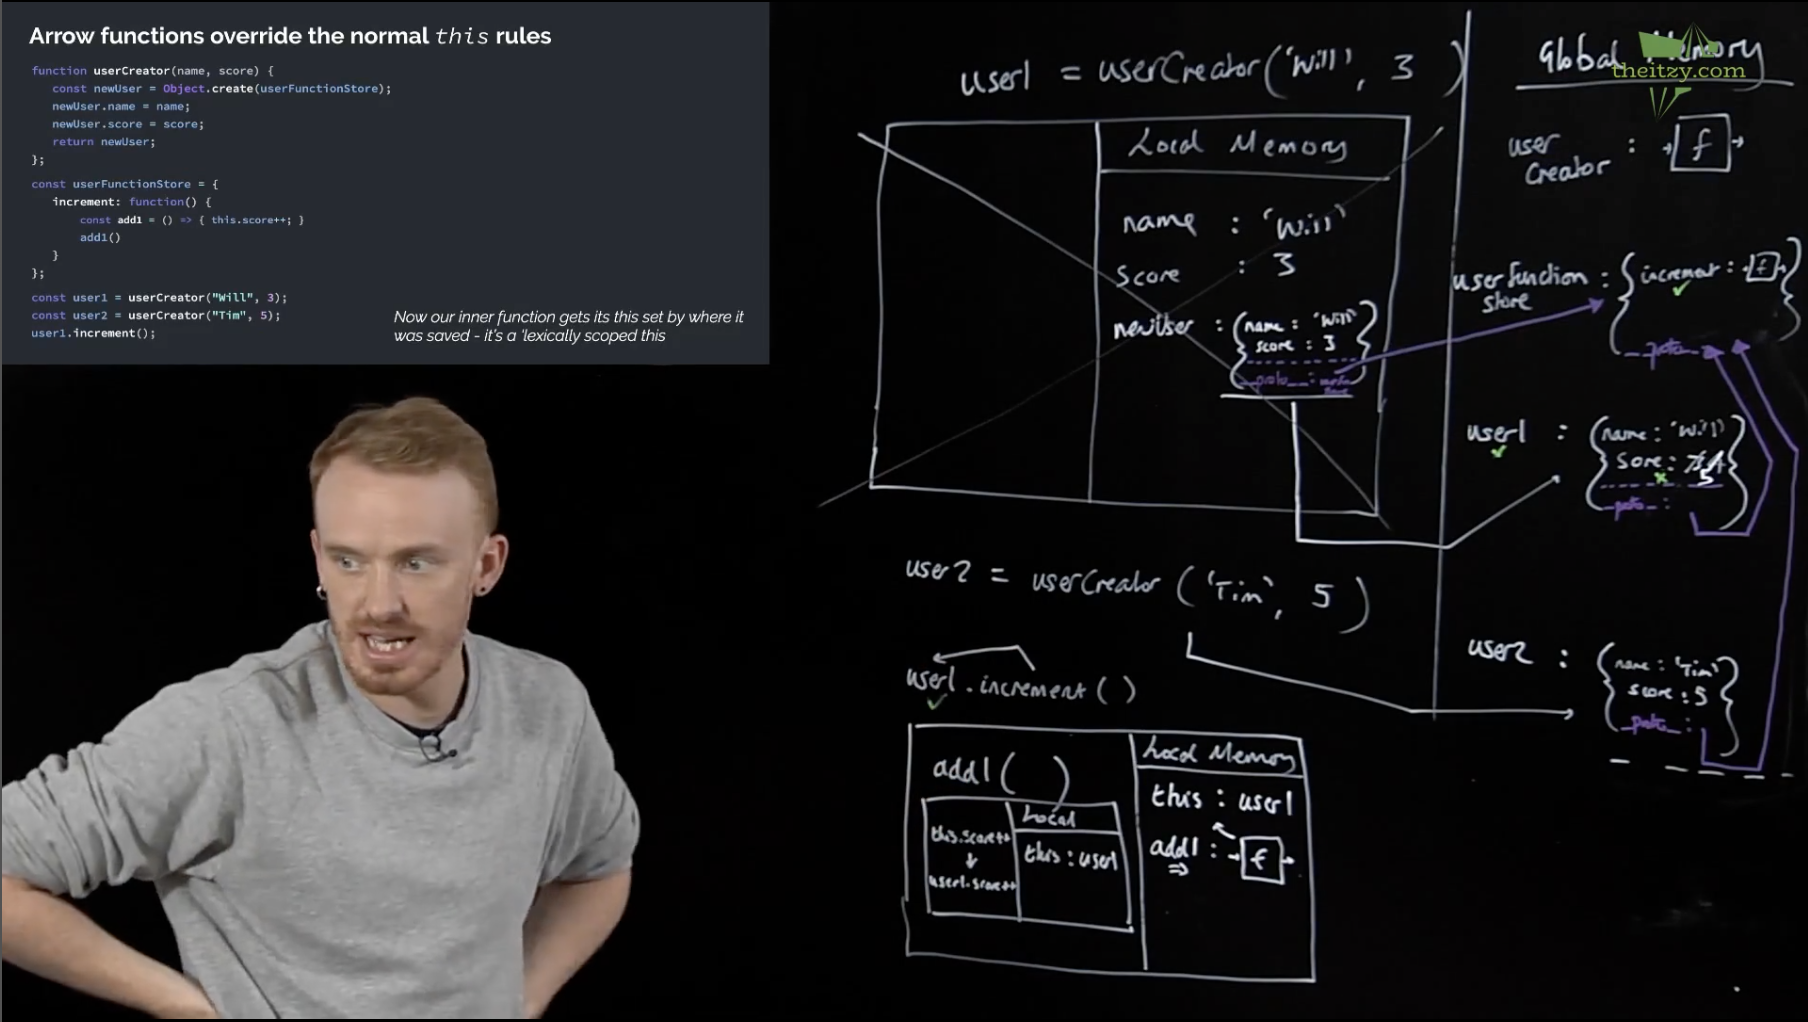 Arrow functions override the normal this rules
function userCreator(name, score) {
const newUser = Object.create(userFunctionStore);
newUser.name = name;
newUser.score = score;
return newUser;
};
const userFunctionStore = {
increment: function() {
const add1 = () => { this.score++; }
add1()
}
};
const user1 = userCreator("Will", 3);
const user2 = userCreator("Tim", 5);
user1.increment();
Now our inner function gets its this set by where it
was saved - it's a 'lexically scoped this
user1 = userCreator('Will', 3)
Local Memory
name : 'Will'
Score : 3
newUser : {name : 'Will'
score : 3
__proto__ :
}
user2 = userCreator ('Tim', 5)
user1.increment()
add1( )
Local
this.score++
user1.score++
this : user1
Local Memory
this : user1
add1 : f
Global Memory
theitzy.com
user
Creator : f
userfunction
store : { increment : f
__proto__
}
user1 : {name : 'Will'
Score : 5
__proto__ :
}
user2 : {name : 'Tim'
score : 5
__proto__ :
}